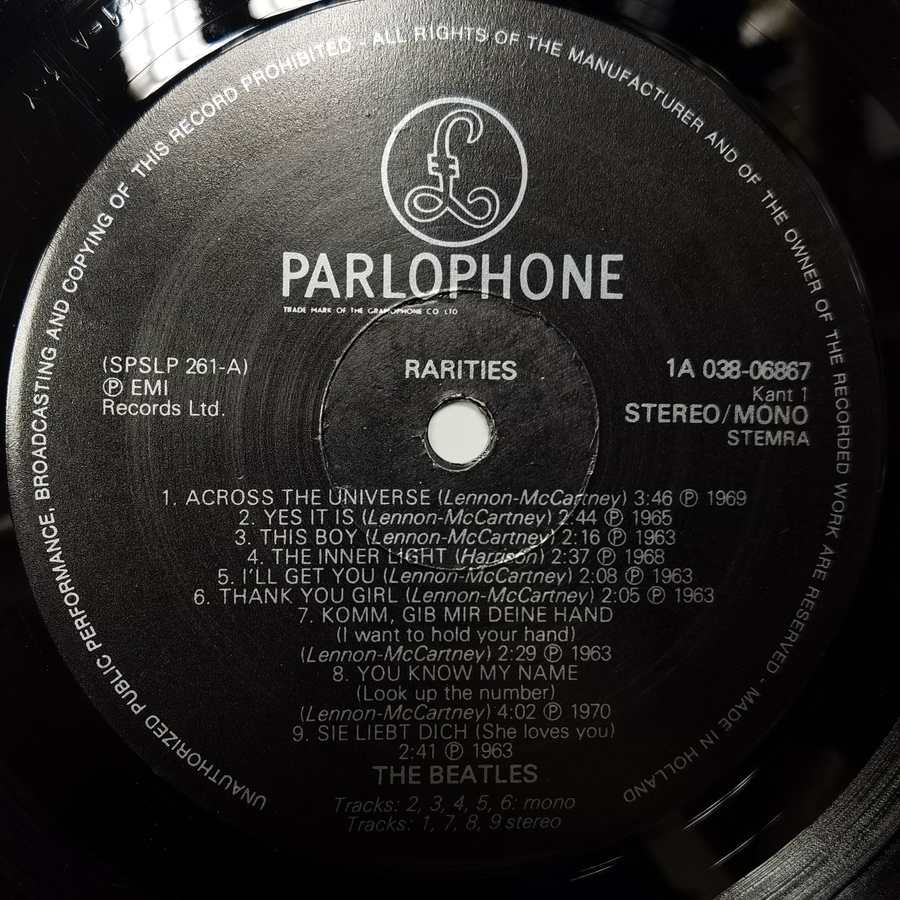 UNAUTHORIZED PUBLIC PERFORMANCE, BROADCASTING AND COPYING OF THIS RECORD PROHIBITED - ALL RIGHTS OF THE MANUFACTURER AND OF THE OWNER OF THE RECORDED WORK ARE RESERVED - MADE IN HOLLAND
£
PARLOPHONE
TRADE MARK OF THE GRAMOPHONE CO LTD
RARITIES
(SPSLP 261-A)
℗ EMI
Records Ltd.
1A 038-06867
Kant 1
STEREO/MONO
STEMRA
1. ACROSS THE UNIVERSE (Lennon-McCartney) 3:46 ℗ 1969
2. YES IT IS (Lennon-McCartney) 2:44 ℗ 1965
3. THIS BOY (Lennon-McCartney) 2:16 ℗ 1963
4. THE INNER LIGHT (Harrison) 2:37 ℗ 1968
5. I'LL GET YOU (Lennon-McCartney) 2:08 ℗ 1963
6. THANK YOU GIRL (Lennon-McCartney) 2:05 ℗ 1963
7. KOMM, GIB MIR DEINE HAND
(I want to hold your hand)
(Lennon-McCartney) 2:29 ℗ 1963
8. YOU KNOW MY NAME
(Look up the number)
(Lennon-McCartney) 4:02 ℗ 1970
9. SIE LIEBT DICH (She loves you)
2:41 ℗ 1963
THE BEATLES
Tracks: 2, 3, 4, 5, 6: mono
Tracks: 1, 7, 8, 9 stereo